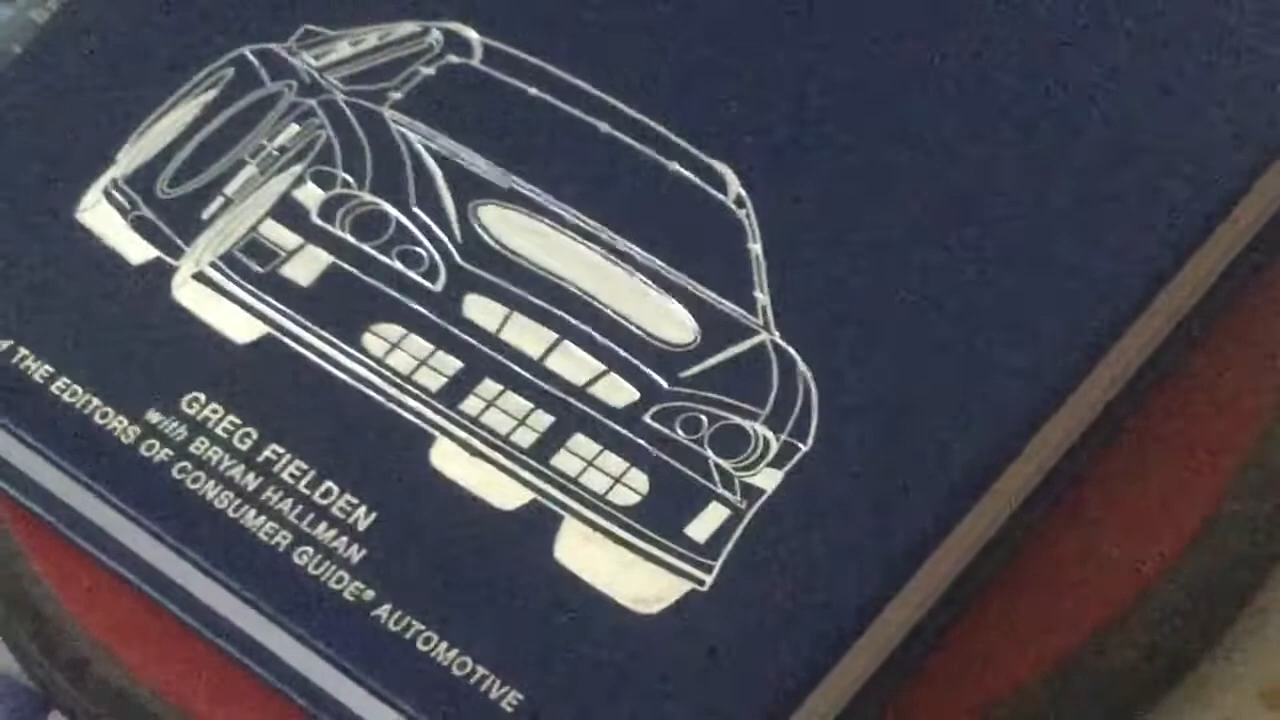 GREG FIELDEN
with BRYAN HALLMAN
THE EDITORS OF CONSUMER GUIDE® AUTOMOTIVE